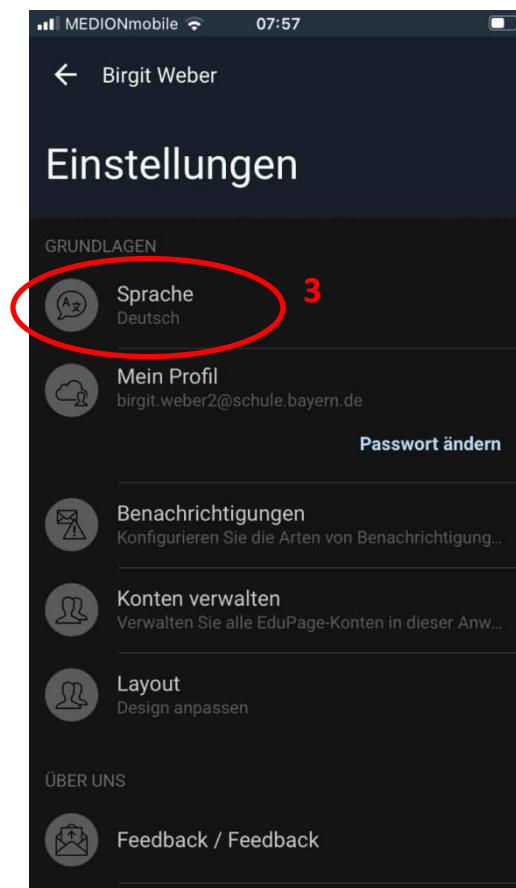 MEDIONmobile 07:57
Birgit Weber
Einstellungen
GRUNDLAGEN
Sprache
Deutsch
3
Mein Profil
birgit.weber2@schule.bayern.de
Passwort ändern
Benachrichtigungen
Konfigurieren Sie die Arten von Benachrichtigung...
Konten verwalten
Verwalten Sie alle EduPage-Konten in dieser Anw...
Layout
Design anpassen
ÜBER UNS
Feedback / Feedback